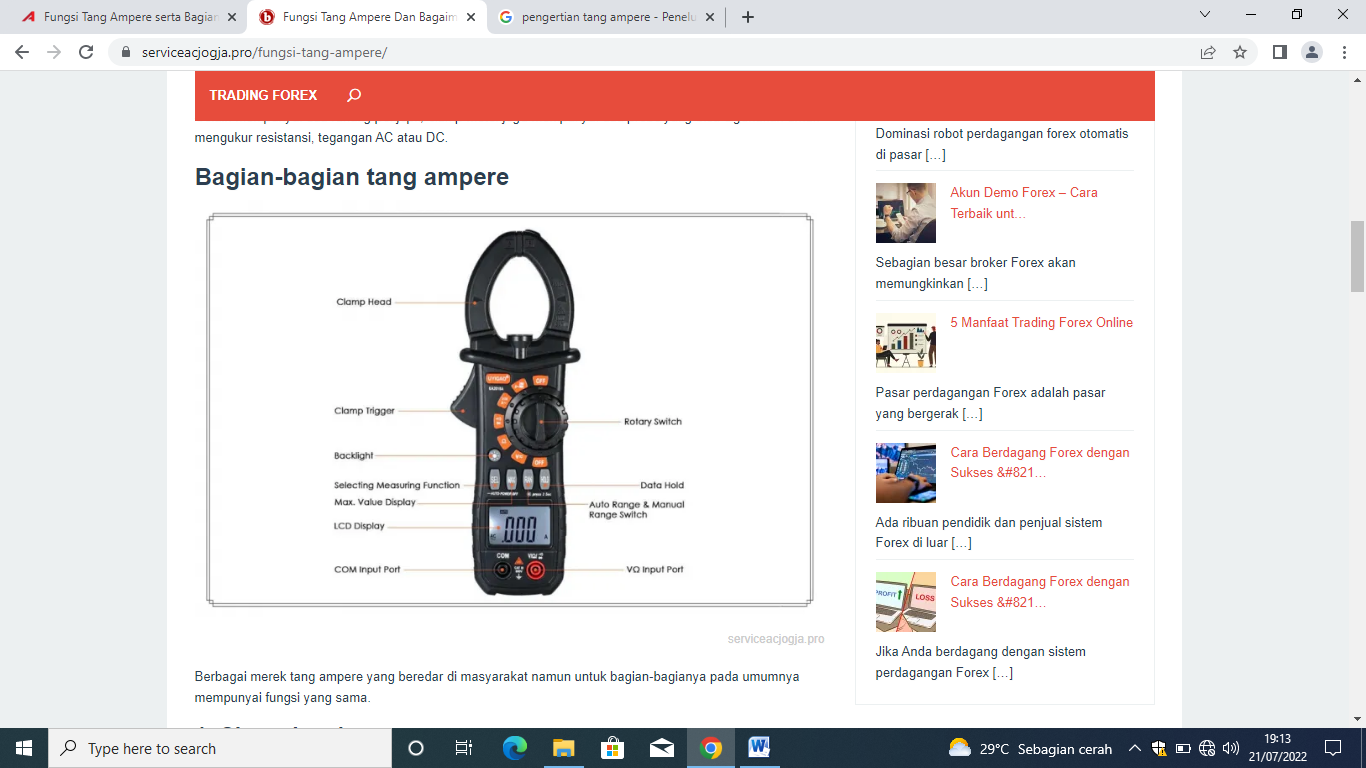 Fungsi Tang Ampere serta Bagian
Fungsi Tang Ampere Dan Bagaim
pengertian tang ampere - Penelu
serviceacjogja.pro/fungsi-tang-ampere/
TRADING FOREX
mengukur resistansi, tegangan AC atau DC.
Bagian-bagian tang ampere
Clamp Head
Clamp Trigger
Rotary Switch
Backlight
Selecting Measuring Function
Data Hold
Max. Value Display
Auto Range & Manual
Range Switch
LCD Display
COM Input Port
VΩ Input Port
OFF
OFF
.000
A
COM
serviceacjogja.pro
Berbagai merek tang ampere yang beredar di masyarakat namun untuk bagian-bagianya pada umumnya
mempunyai fungsi yang sama.
Dominasi robot perdagangan forex otomatis
di pasar […]
Akun Demo Forex – Cara
Terbaik unt…
Sebagian besar broker Forex akan
memungkinkan […]
5 Manfaat Trading Forex Online
Pasar perdagangan Forex adalah pasar
yang bergerak […]
Cara Berdagang Forex dengan
Sukses &#821…
Ada ribuan pendidik dan penjual sistem
Forex di luar […]
PROFIT
LOSS
Cara Berdagang Forex dengan
Sukses &#821…
Jika Anda berdagang dengan sistem
perdagangan Forex […]
Type here to search
29°C Sebagian cerah
19:13
21/07/2022